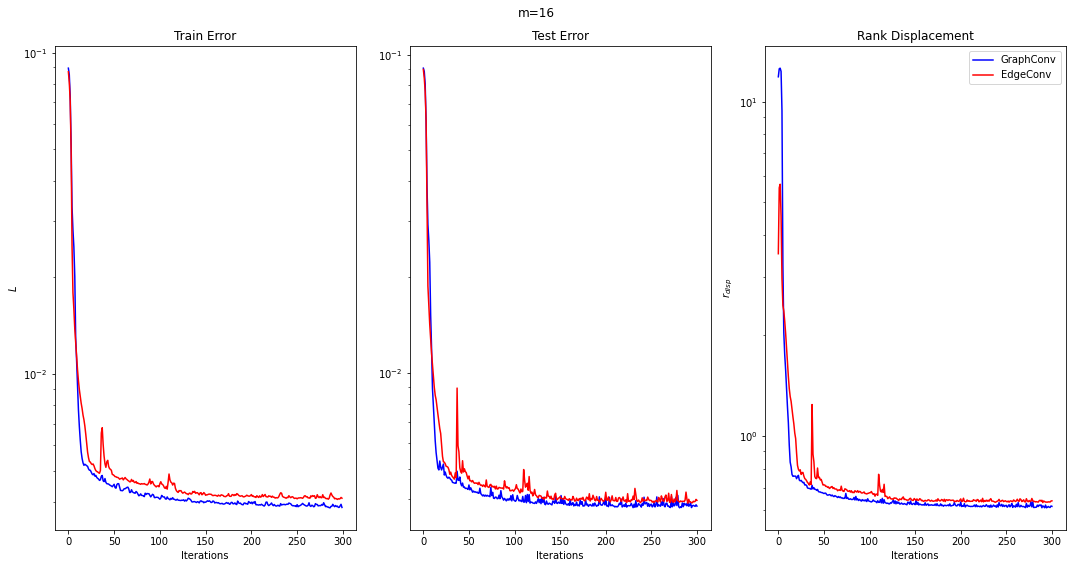 m=16
Train Error
10⁻¹
10⁻²
L
0 50 100 150 200 250 300
Iterations
Test Error
10⁻¹
10⁻²
0 50 100 150 200 250 300
Iterations
Rank Displacement
GraphConv
EdgeConv
10¹
10⁰
r_disp
0 50 100 150 200 250 300
Iterations